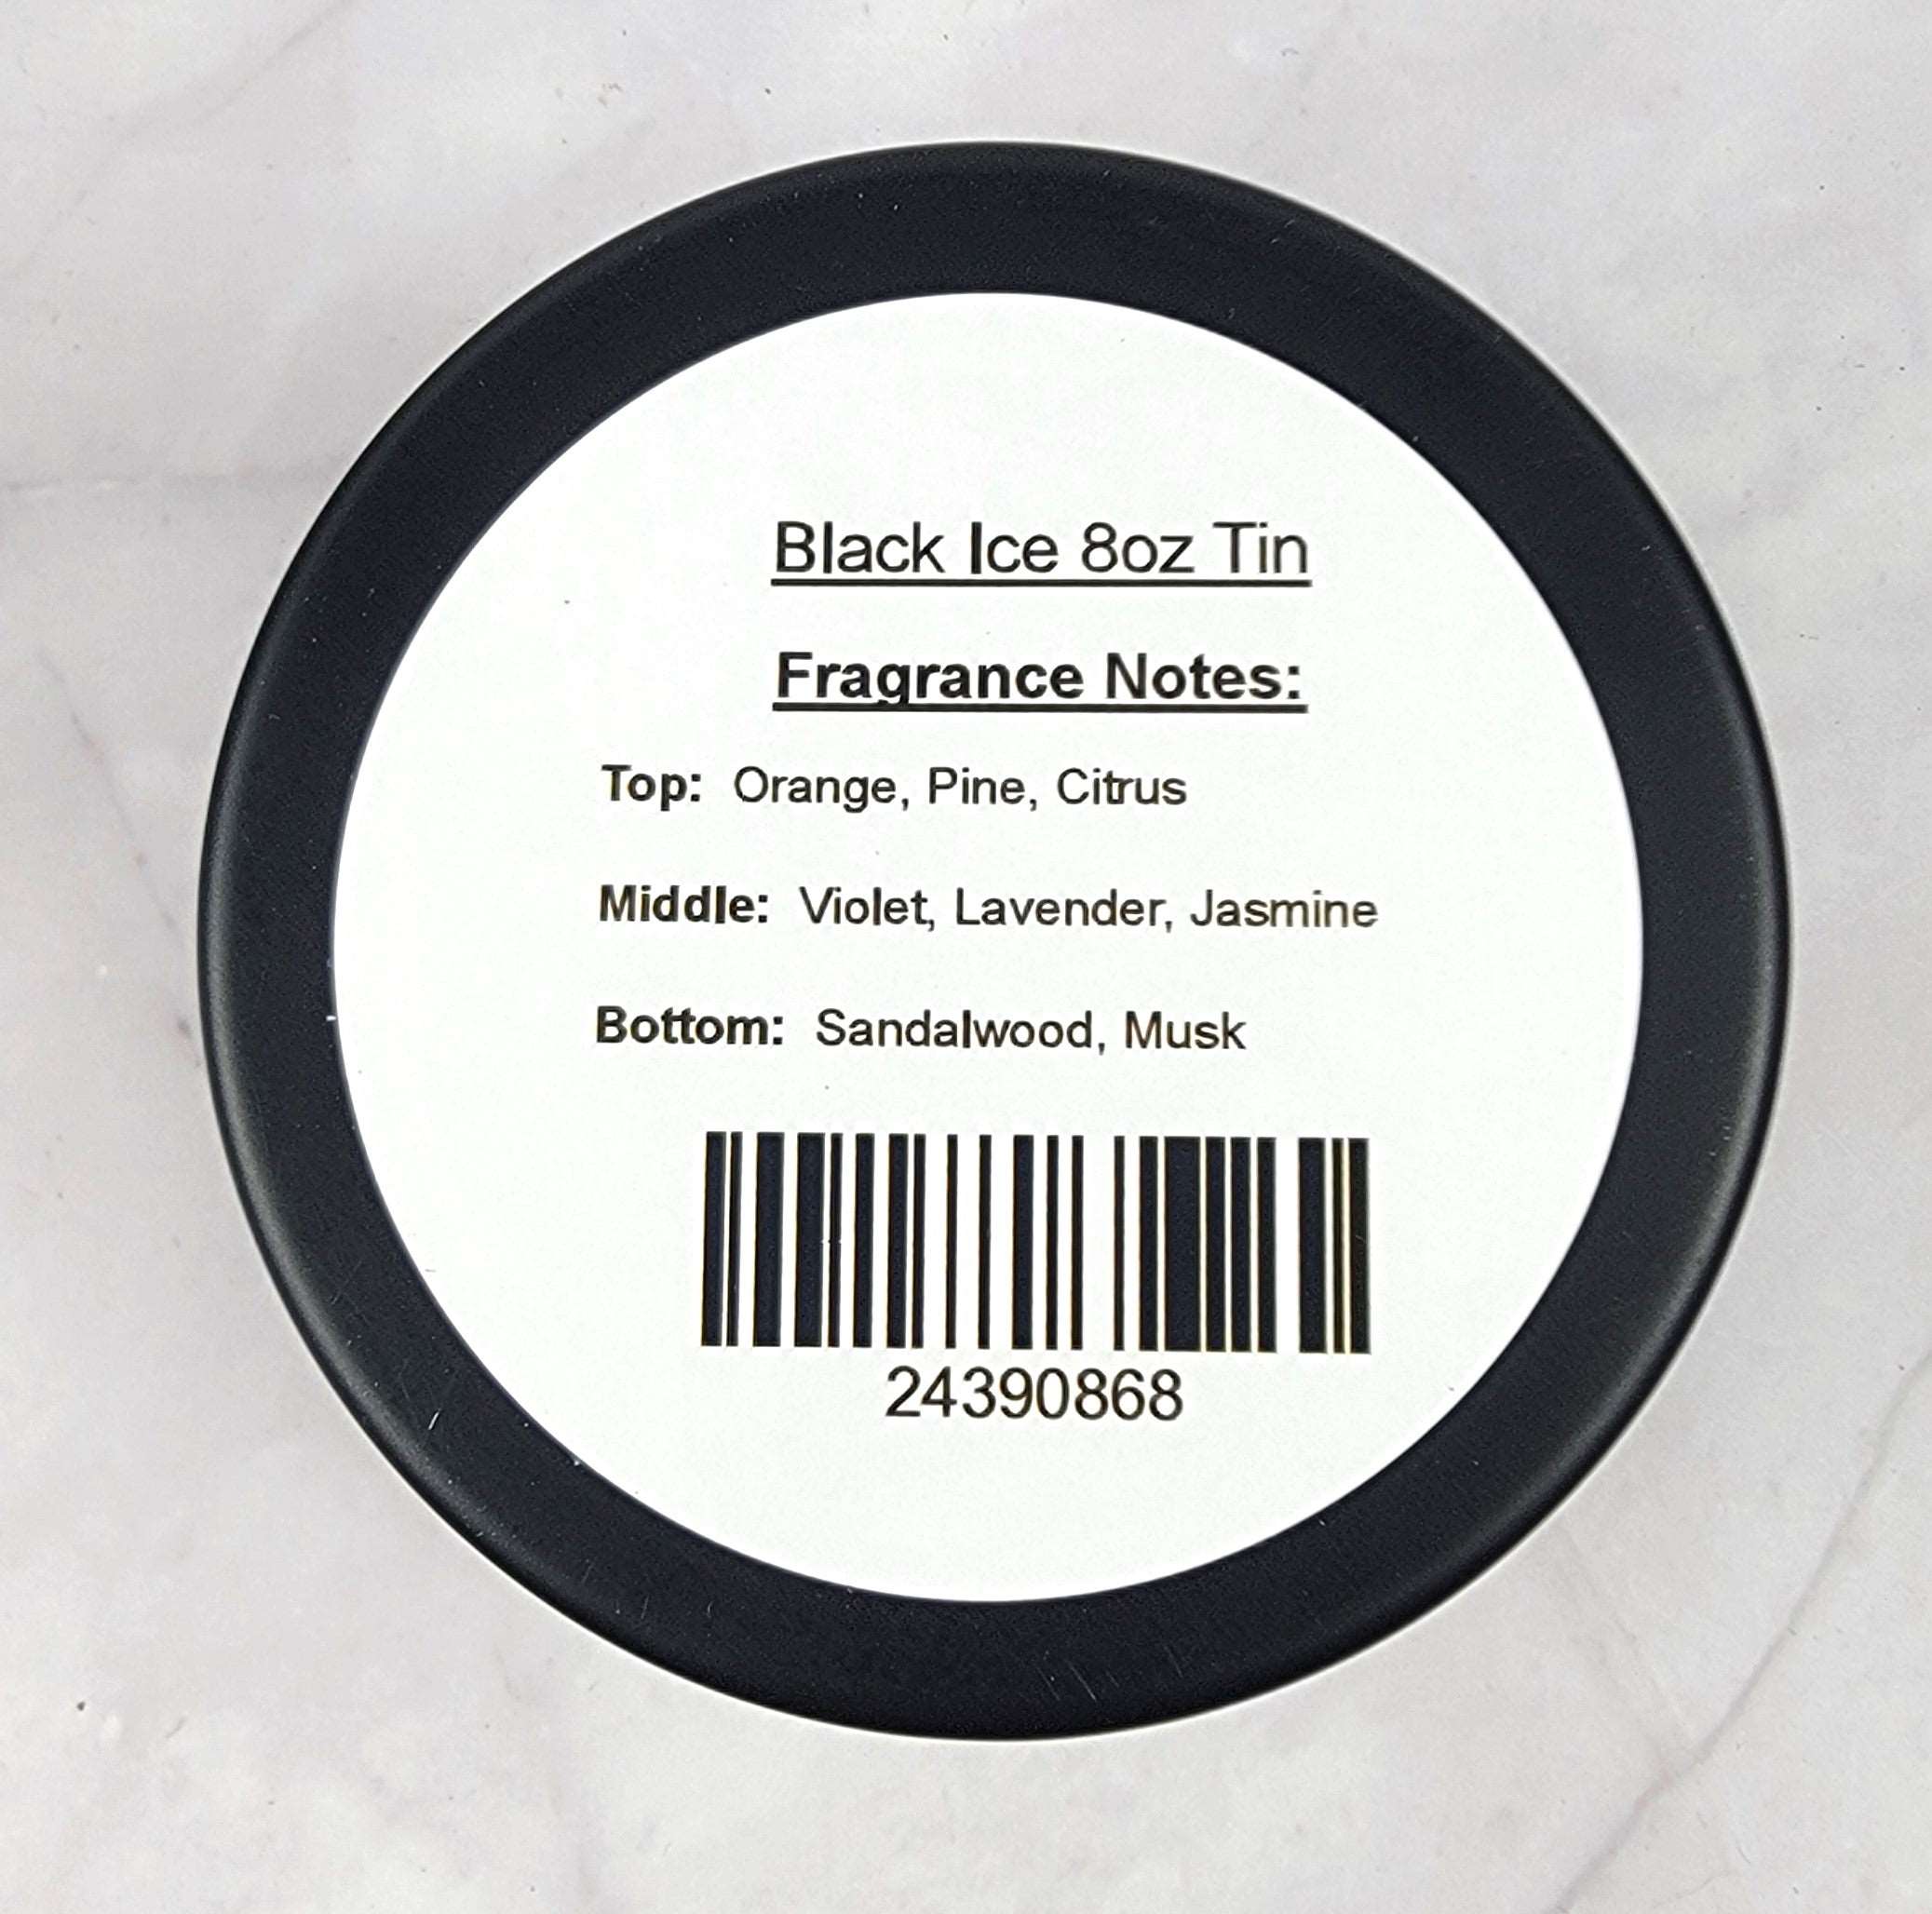 Black Ice 8oz Tin
Fragrance Notes:
Top: Orange, Pine, Citrus
Middle: Violet, Lavender, Jasmine
Bottom: Sandalwood, Musk
24390868